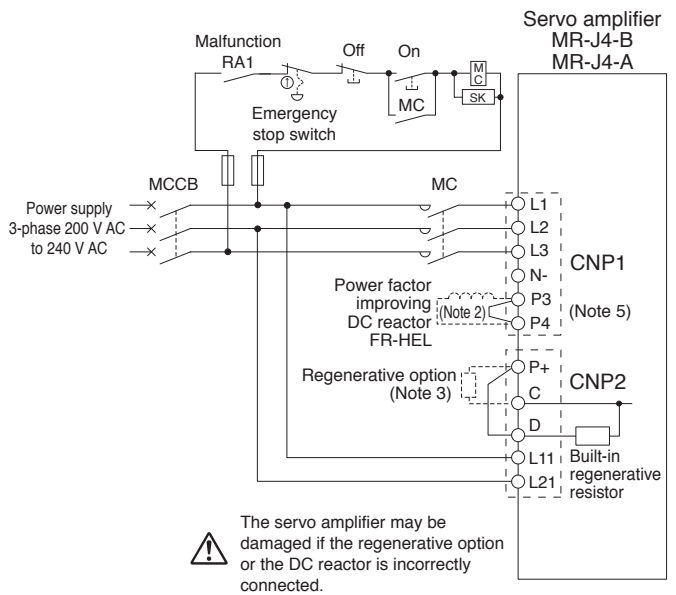 Servo amplifier
MR-J4-B
MR-J4-A
Malfunction
RA1
Off
On
MC
M
C
SK
①
Emergency
stop switch
MCCB
MC
Power supply
3-phase 200 V AC
to 240 V AC
L1
L2
L3
N-
P3
P4
CNP1
(Note 5)
Power factor
improving
DC reactor
FR-HEL
(Note 2)
Regenerative option
(Note 3)
P+
C
D
L11
L21
CNP2
Built-in
regenerative
resistor
The servo amplifier may be
damaged if the regenerative option
or the DC reactor is incorrectly
connected.